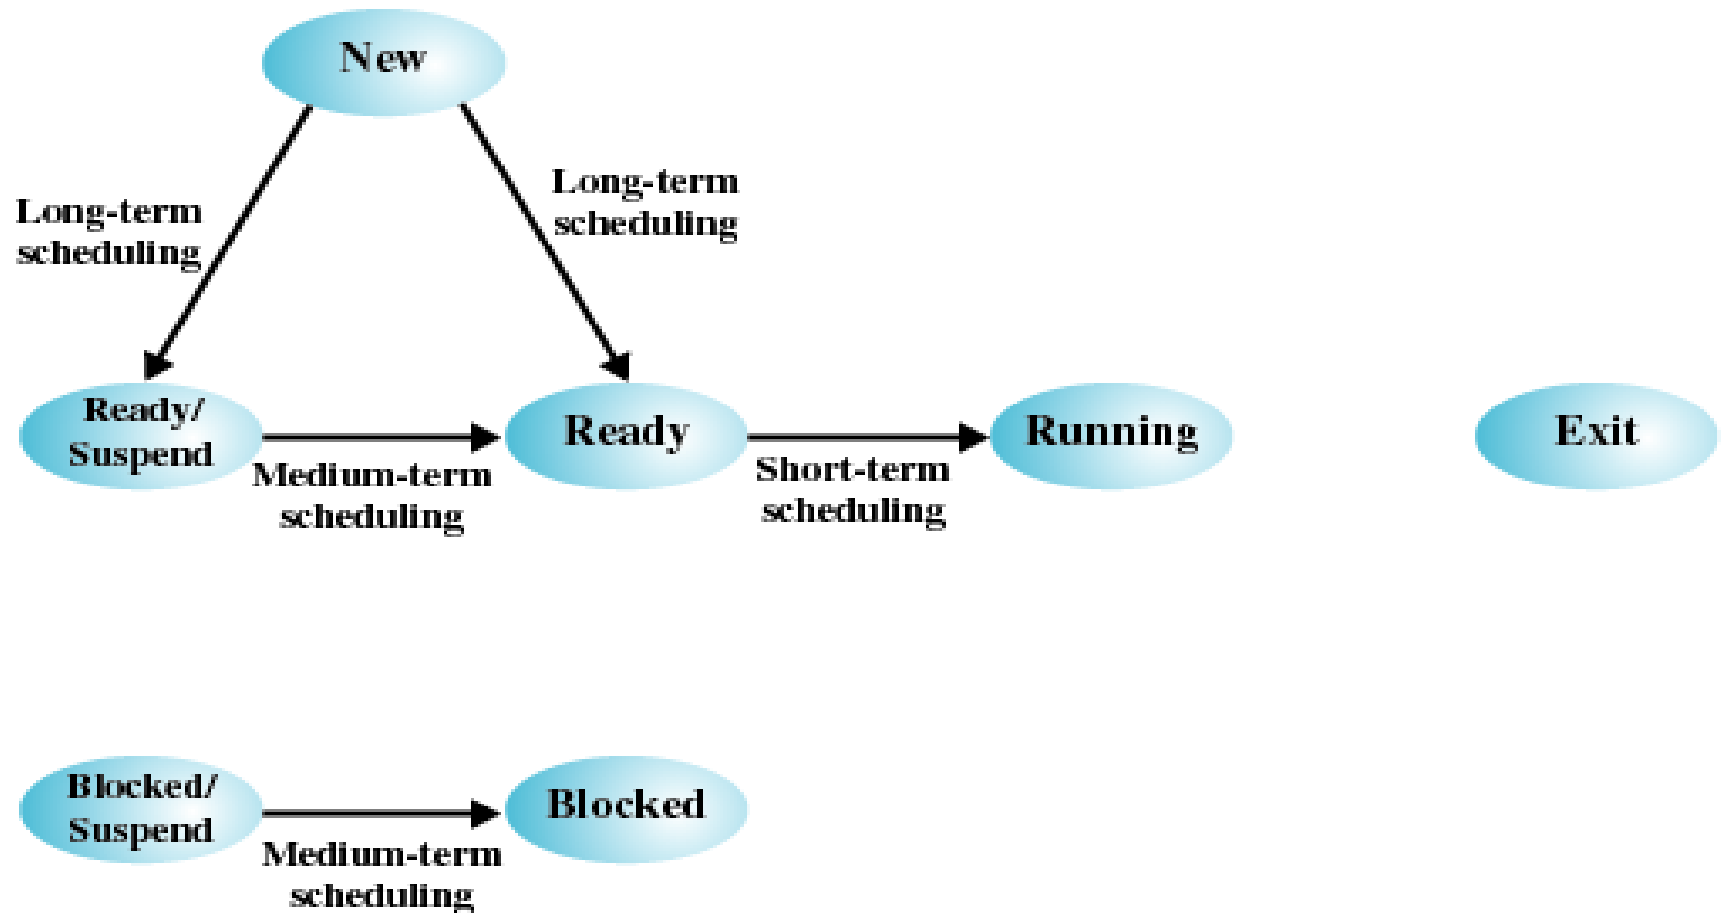 New
Long-term
scheduling
Long-term
scheduling
Ready/
Suspend
Medium-term
scheduling
Ready
Short-term
scheduling
Running
Exit
Blocked/
Suspend
Medium-term
scheduling
Blocked